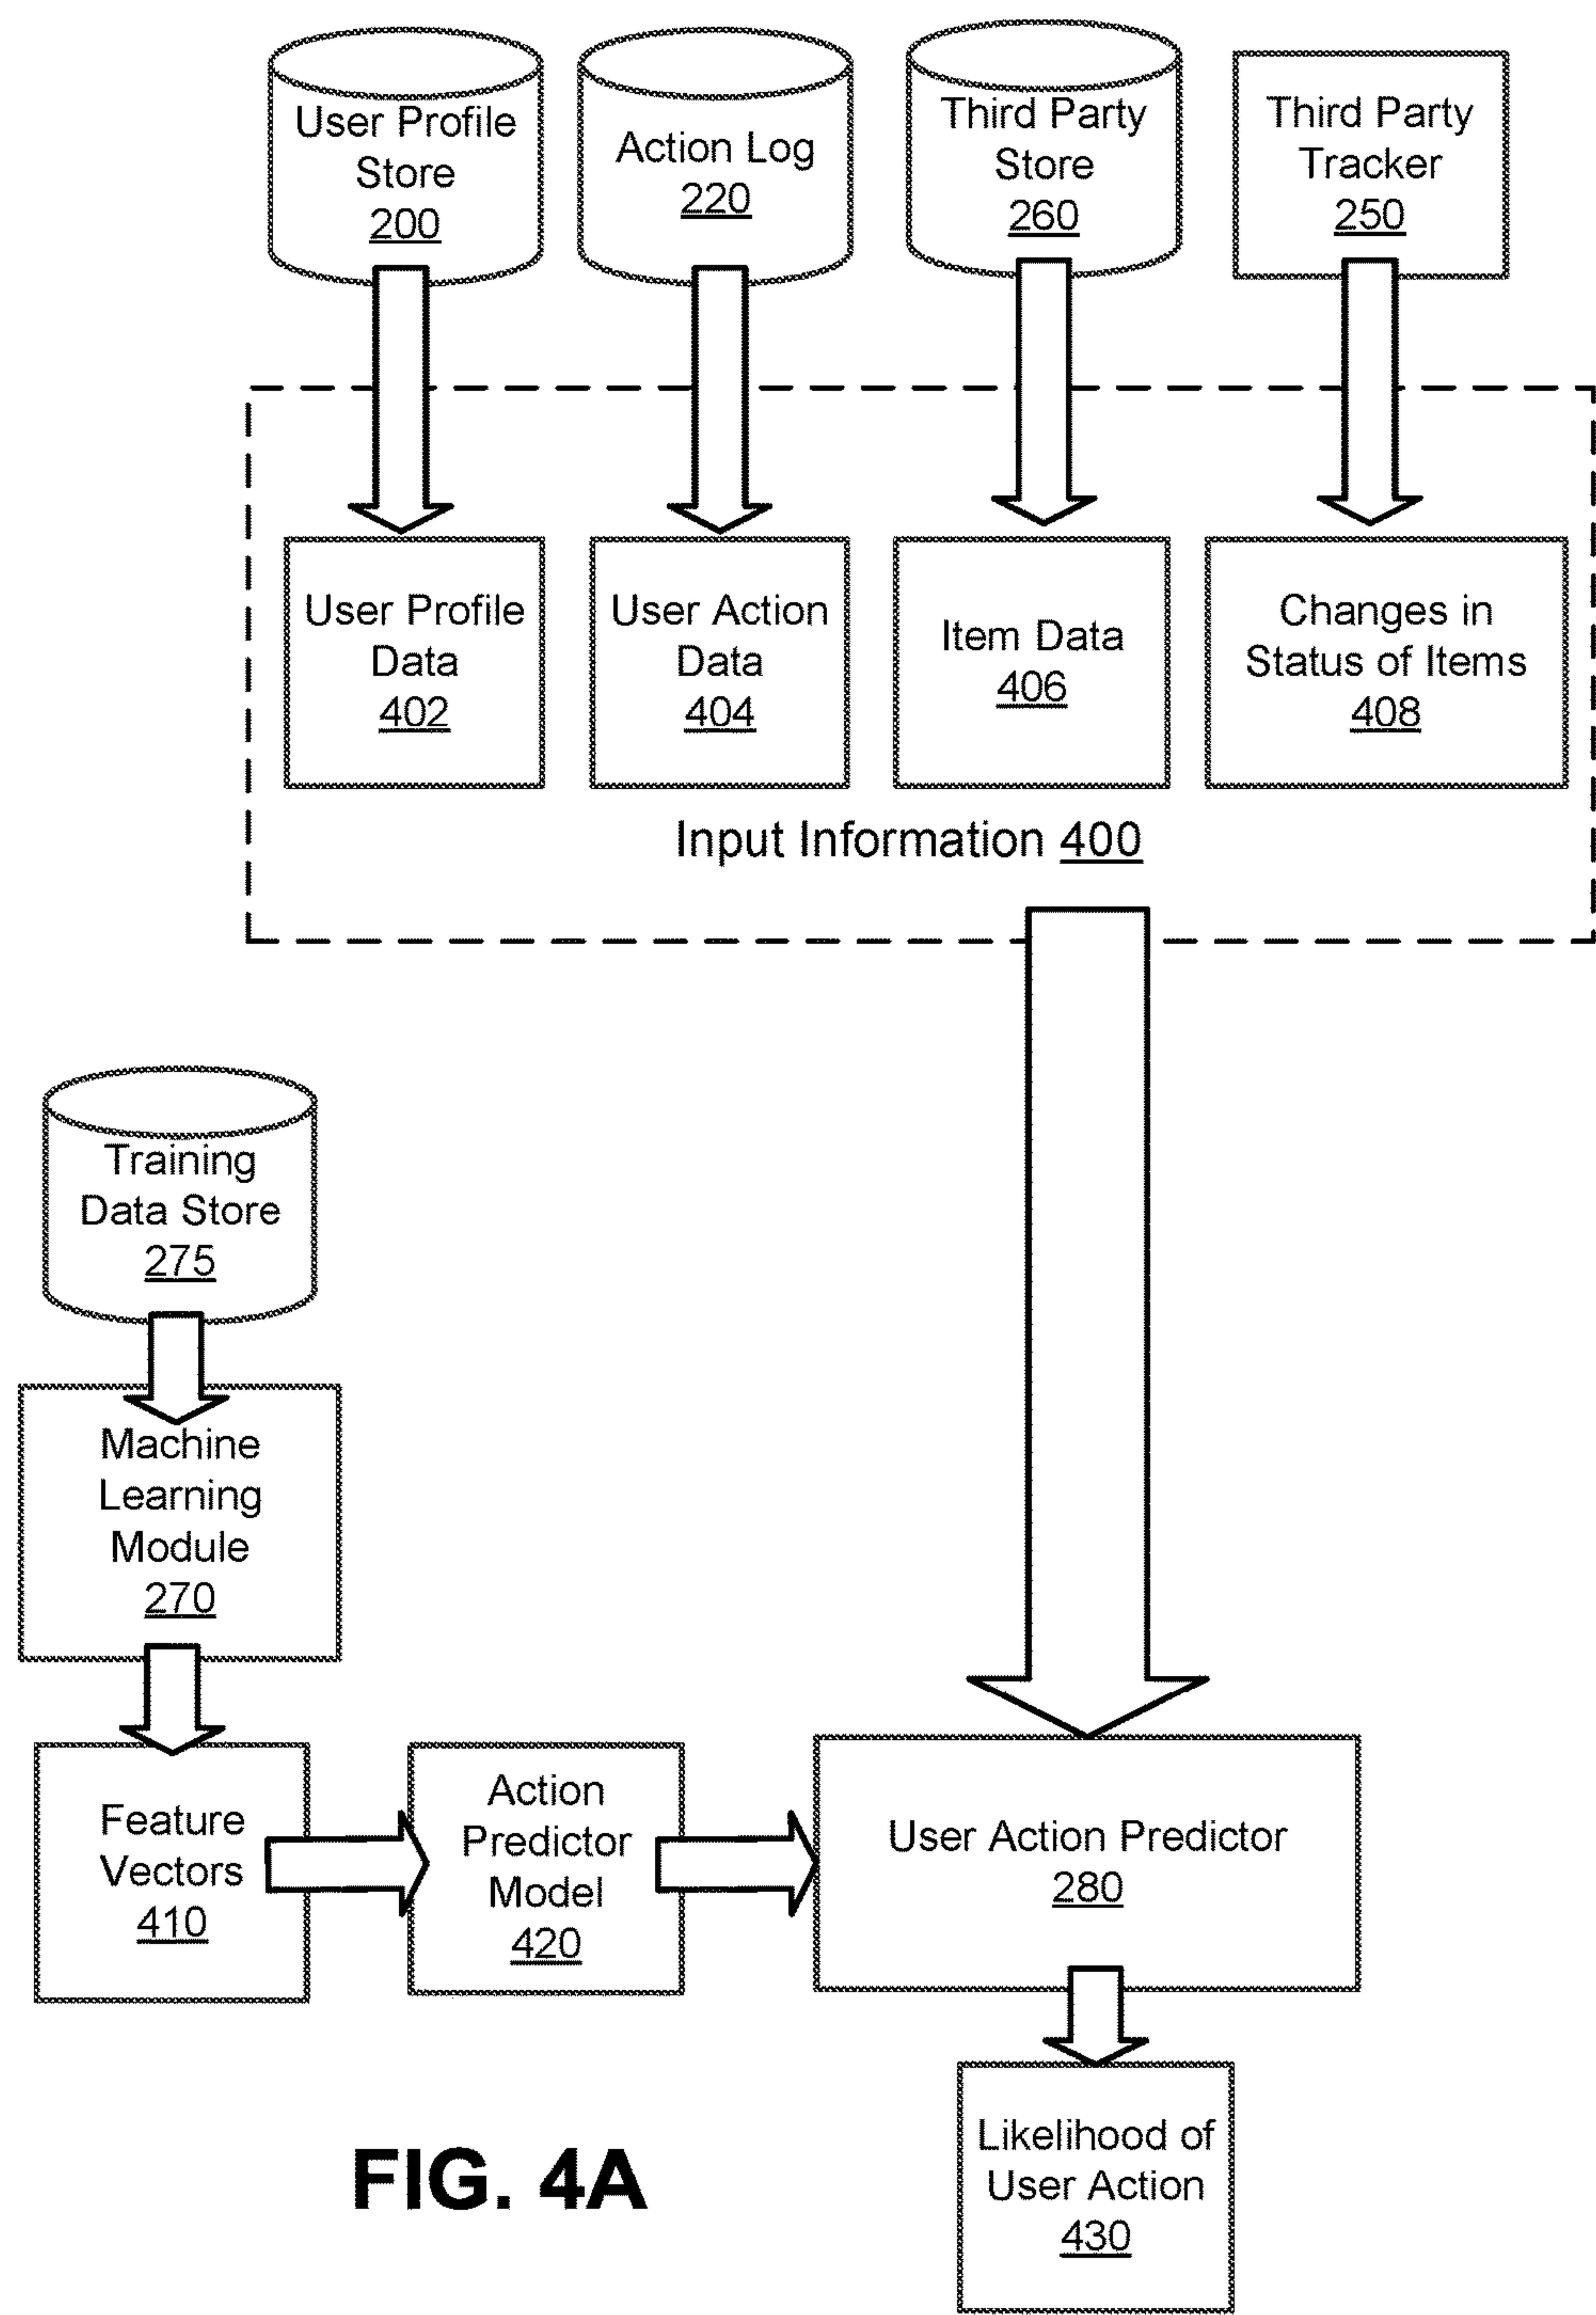 User Profile
Store
200
Action Log
220
Third Party
Store
260
Third Party
Tracker
250
User Profile
Data
402
User Action
Data
404
Item Data
406
Changes in
Status of Items
408
Input Information 400
Training
Data Store
275
Machine
Learning
Module
270
Feature
Vectors
410
Action
Predictor
Model
420
User Action Predictor
280
Likelihood of
User Action
430
FIG. 4A